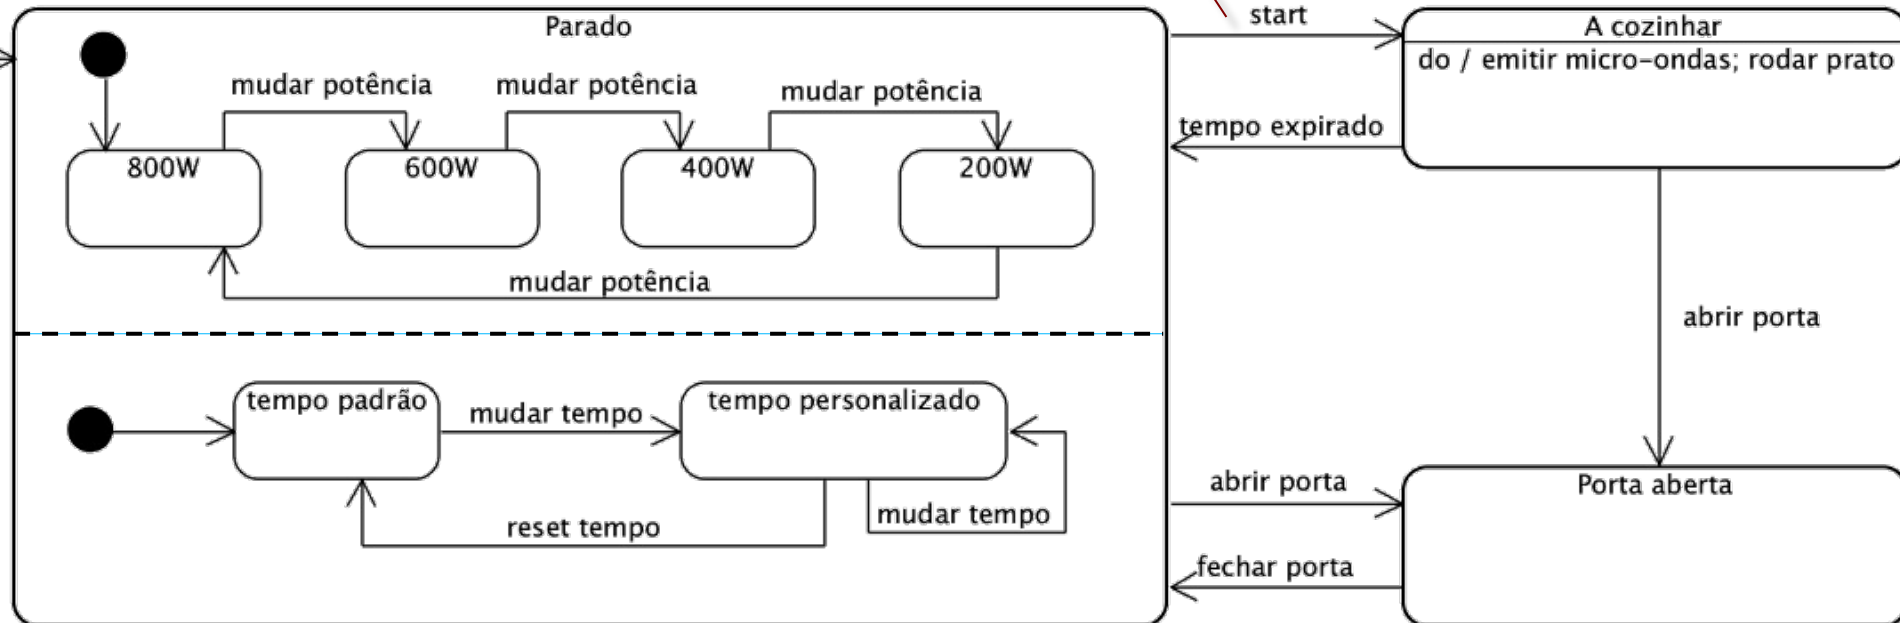 Parado
start
A cozinhar
do / emitir micro-ondas; rodar prato
mudar potência
mudar potência
mudar potência
tempo expirado
800W
600W
400W
200W
mudar potência
abrir porta
tempo padrão
mudar tempo
tempo personalizado
abrir porta
Porta aberta
reset tempo
mudar tempo
fechar porta